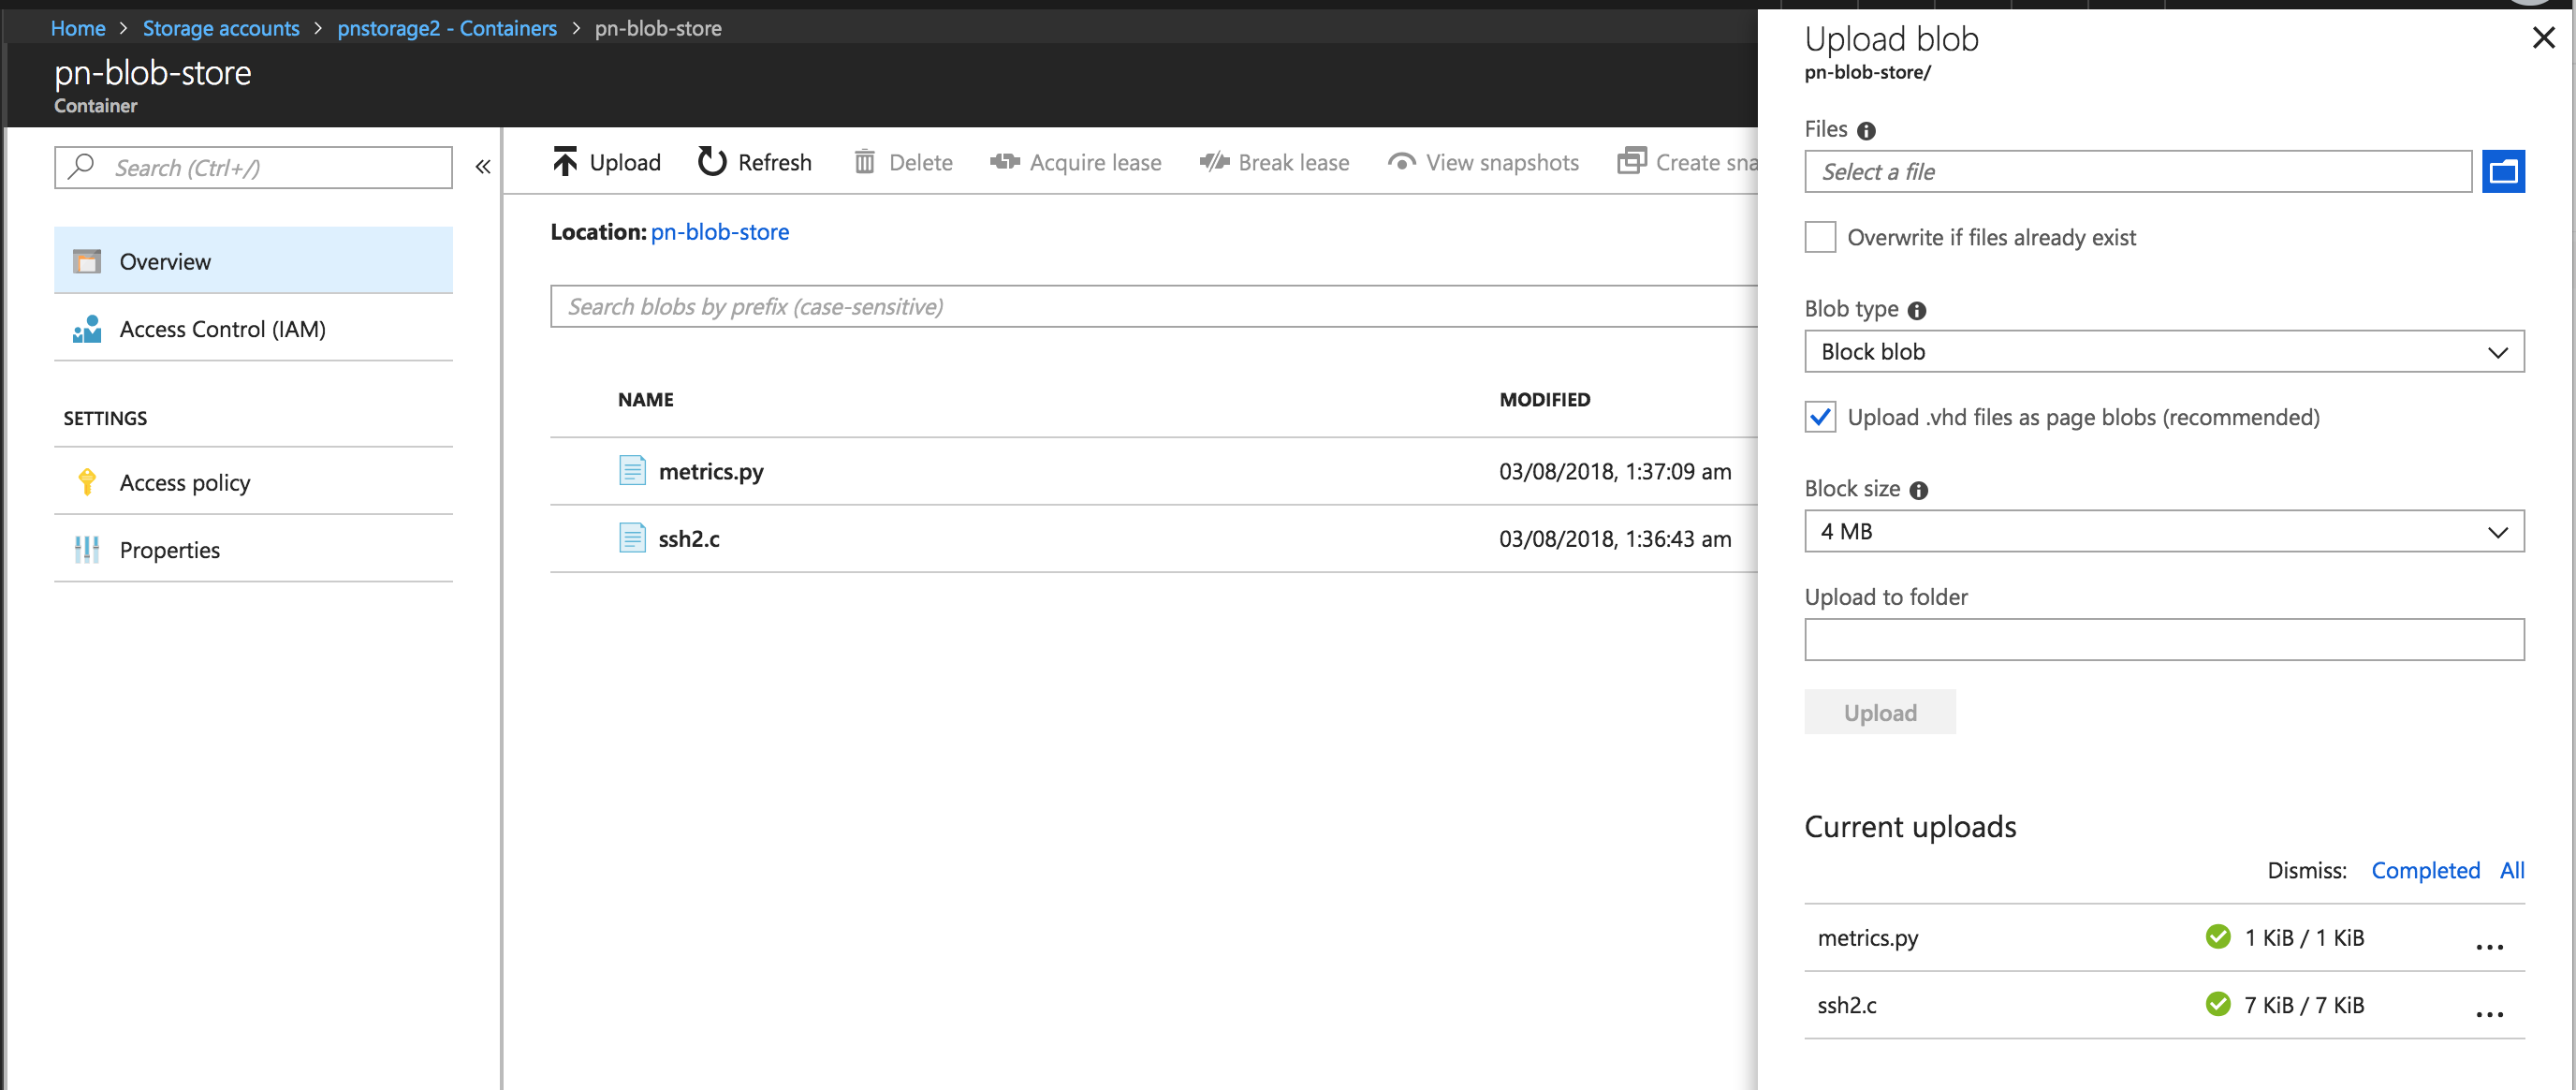 Home > Storage accounts > pnstorage2 - Containers > pn-blob-store
pn-blob-store
Container
Search (Ctrl+/)
«
Overview
Access Control (IAM)
SETTINGS
Access policy
Properties
Upload Refresh Delete Acquire lease Break lease View snapshots Create sna
Location: pn-blob-store
Search blobs by prefix (case-sensitive)
NAME MODIFIED
metrics.py 03/08/2018, 1:37:09 am
ssh2.c 03/08/2018, 1:36:43 am
Upload blob
pn-blob-store/
Files
Select a file
Overwrite if files already exist
Blob type
Block blob
Upload .vhd files as page blobs (recommended)
Block size
4 MB
Upload to folder
Upload
Current uploads
Dismiss: Completed All
metrics.py 1 KiB / 1 KiB ...
ssh2.c 7 KiB / 7 KiB ...